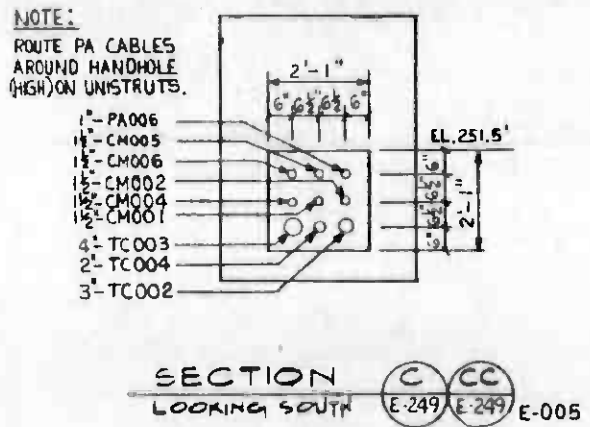 NOTE:
ROUTE PA CABLES
AROUND HANDHOLE
(HIGH) ON UNISTRUTS.
2'-1"
6" 6½" 6½" 6"
EL.251.5'
1"-PA006
1½"-CM005
1½"-CM006
1½"-CM002
1½"-CM004
1½"-CM001
4"-TC003
2"-TC004
3"-TC002
6" 6½" 6½" 6"
2'-1"
SECTION
LOOKING SOUTH
C
E-249
CC
E-249
E-005